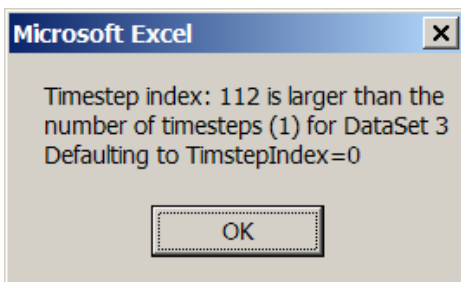 Microsoft Excel
Timestep index: 112 is larger than the
number of timesteps (1) for DataSet 3
Defaulting to TimstepIndex=0
OK